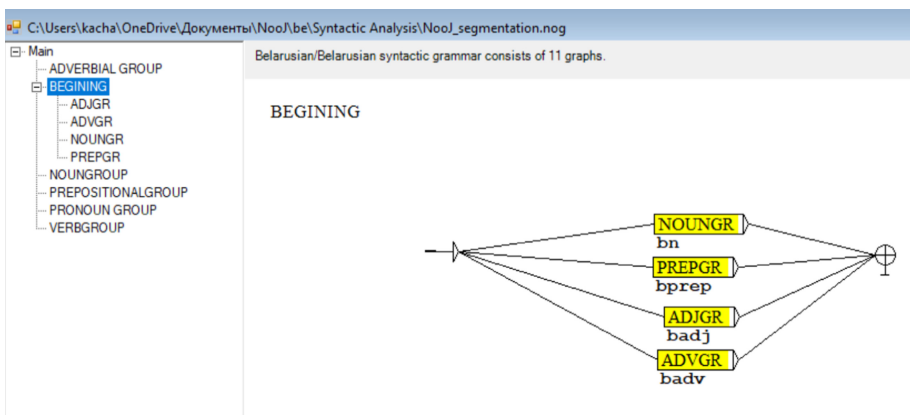 C:\Users\kacha\OneDrive\Документы\NooJ\be\Syntactic Analysis\NooJ_segmentation.nog
Main
ADVERBIAL GROUP
BEGINING
ADJGR
ADVGR
NOUNGR
PREPGR
NOUNGROUP
PREPOSITIONALGROUP
PRONOUN GROUP
VERBGROUP
Belarusian/Belarusian syntactic grammar consists of 11 graphs.
BEGINING
NOUNGR
bn
PREPGR
bprep
ADJGR
badj
ADVGR
badv